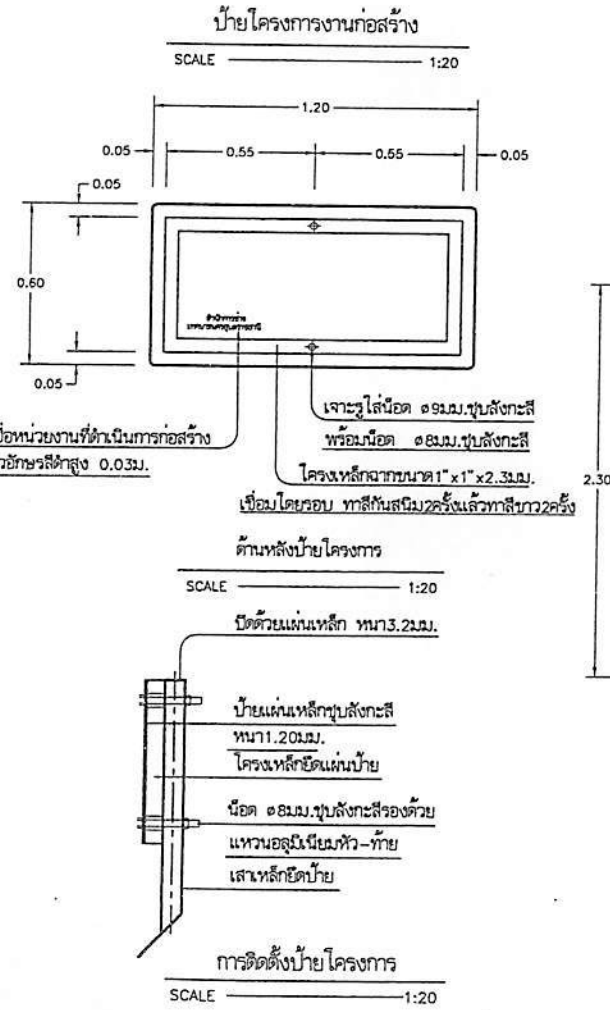 ป้ายโครงการงานก่อสร้าง
SCALE 1:20
1.20
0.05 0.55 0.55 0.05
0.05
0.60
0.05
เจาะรูใส่น๊อต ø9มม.ชุบสังกะสี
พร้อมน๊อต ø8มม.ชุบสังกะสี
หน่วยงานที่ดำเนินการก่อสร้าง
อักษรสีดำสูง 0.03ม.
โครงเหล็กฉากขนาด1"x1"x2.3มม.
เชื่อมโดยรอบ ทาสีกันสนิม2ครั้งแล้วทาสีขาว2ครั้ง
2.30
ด้านหลังป้ายโครงการ
SCALE 1:20
ปิดด้วยแผ่นเหล็ก หนา3.2มม.
ป้ายแผ่นเหล็กชุบสังกะสี
หนา1.20มม.
โครงเหล็กยึดแผ่นป้าย
น๊อต ø8มม.ชุบสังกะสีรองด้วย
แหวนอลูมิเนียมหัว-ท้าย
เสาเหล็กยึดป้าย
การติดตั้งป้ายโครงการ
SCALE 1:20